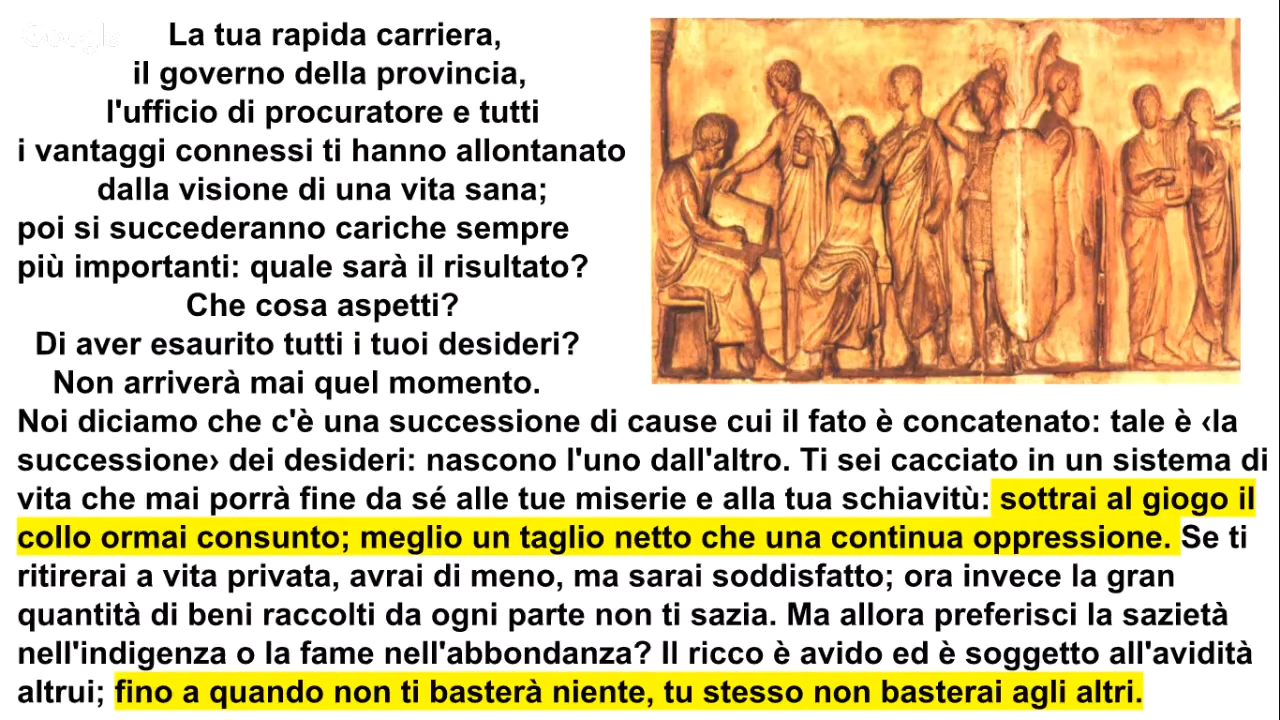 Google
La tua rapida carriera,
il governo della provincia,
l'ufficio di procuratore e tutti
i vantaggi connessi ti hanno allontanato
dalla visione di una vita sana;
poi si succederanno cariche sempre
più importanti: quale sarà il risultato?
Che cosa aspetti?
Di aver esaurito tutti i tuoi desideri?
Non arriverà mai quel momento.
Noi diciamo che c'è una successione di cause cui il fato è concatenato: tale è ‹la
successione› dei desideri: nascono l'uno dall'altro. Ti sei cacciato in un sistema di
vita che mai porrà fine da sé alle tue miserie e alla tua schiavitù: sottrai al giogo il
collo ormai consunto; meglio un taglio netto che una continua oppressione. Se ti
ritirerai a vita privata, avrai di meno, ma sarai soddisfatto; ora invece la gran
quantità di beni raccolti da ogni parte non ti sazia. Ma allora preferisci la sazietà
nell'indigenza o la fame nell'abbondanza? Il ricco è avido ed è soggetto all'avidità
altrui; fino a quando non ti basterà niente, tu stesso non basterai agli altri.